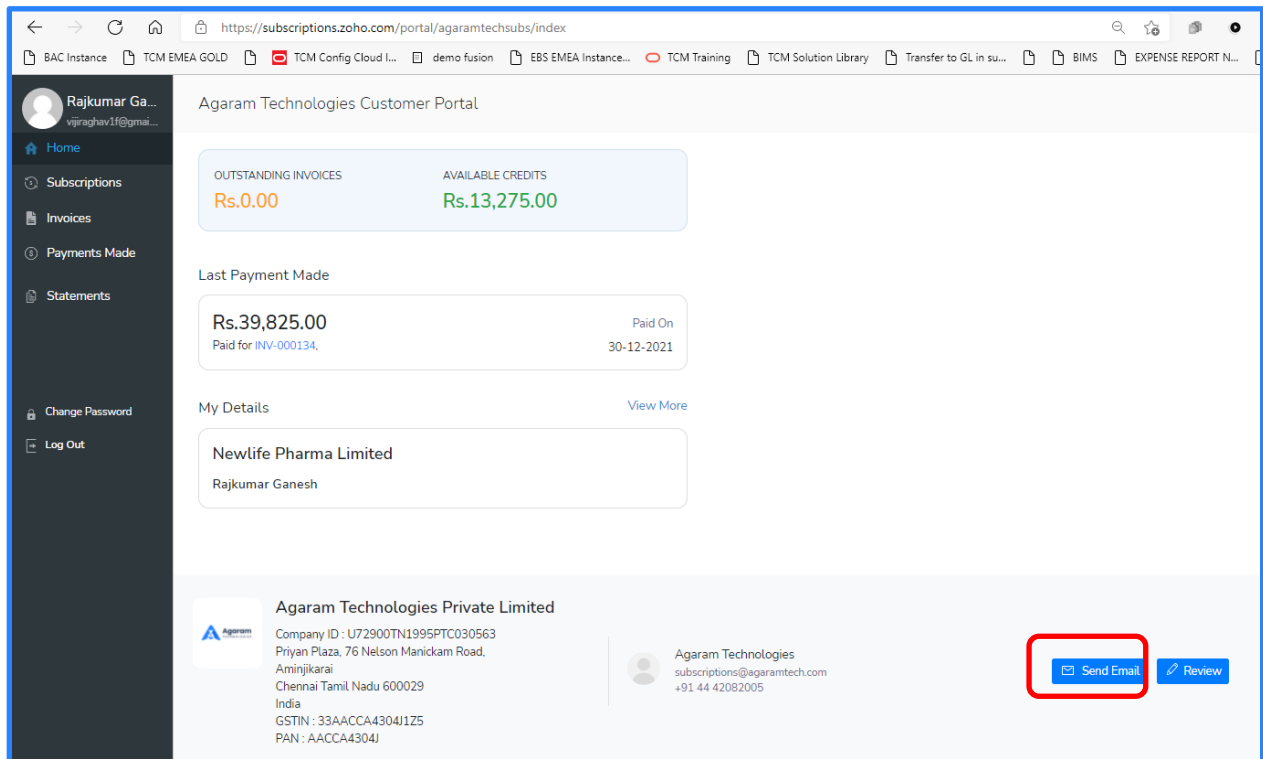 https://subscriptions.zoho.com/portal/agaramtechsubs/index
BAC Instance TCM EMEA GOLD TCM Config Cloud I... demo fusion EBS EMEA Instance... TCM Training TCM Solution Library Transfer to GL in su... BIMS EXPENSE REPORT N...
Rajkumar Ga...
vijiraghav1f@gmai...
Home
Subscriptions
Invoices
Payments Made
Statements
Change Password
Log Out
Agaram Technologies Customer Portal
OUTSTANDING INVOICES AVAILABLE CREDITS
Rs.0.00 Rs.13,275.00
Last Payment Made
Rs.39,825.00 Paid On
Paid for INV-000134, 30-12-2021
My Details View More
Newlife Pharma Limited
Rajkumar Ganesh
Agaram
Agaram Technologies Private Limited
Company ID : U72900TN1995PTC030563
Priyan Plaza, 76 Nelson Manickam Road,
Aminjikarai
Chennai Tamil Nadu 600029
India
GSTIN : 33AACCA4304J1Z5
PAN : AACCA4304J
Agaram Technologies
subscriptions@agaramtech.com
+91 44 42082005
Send Email Review